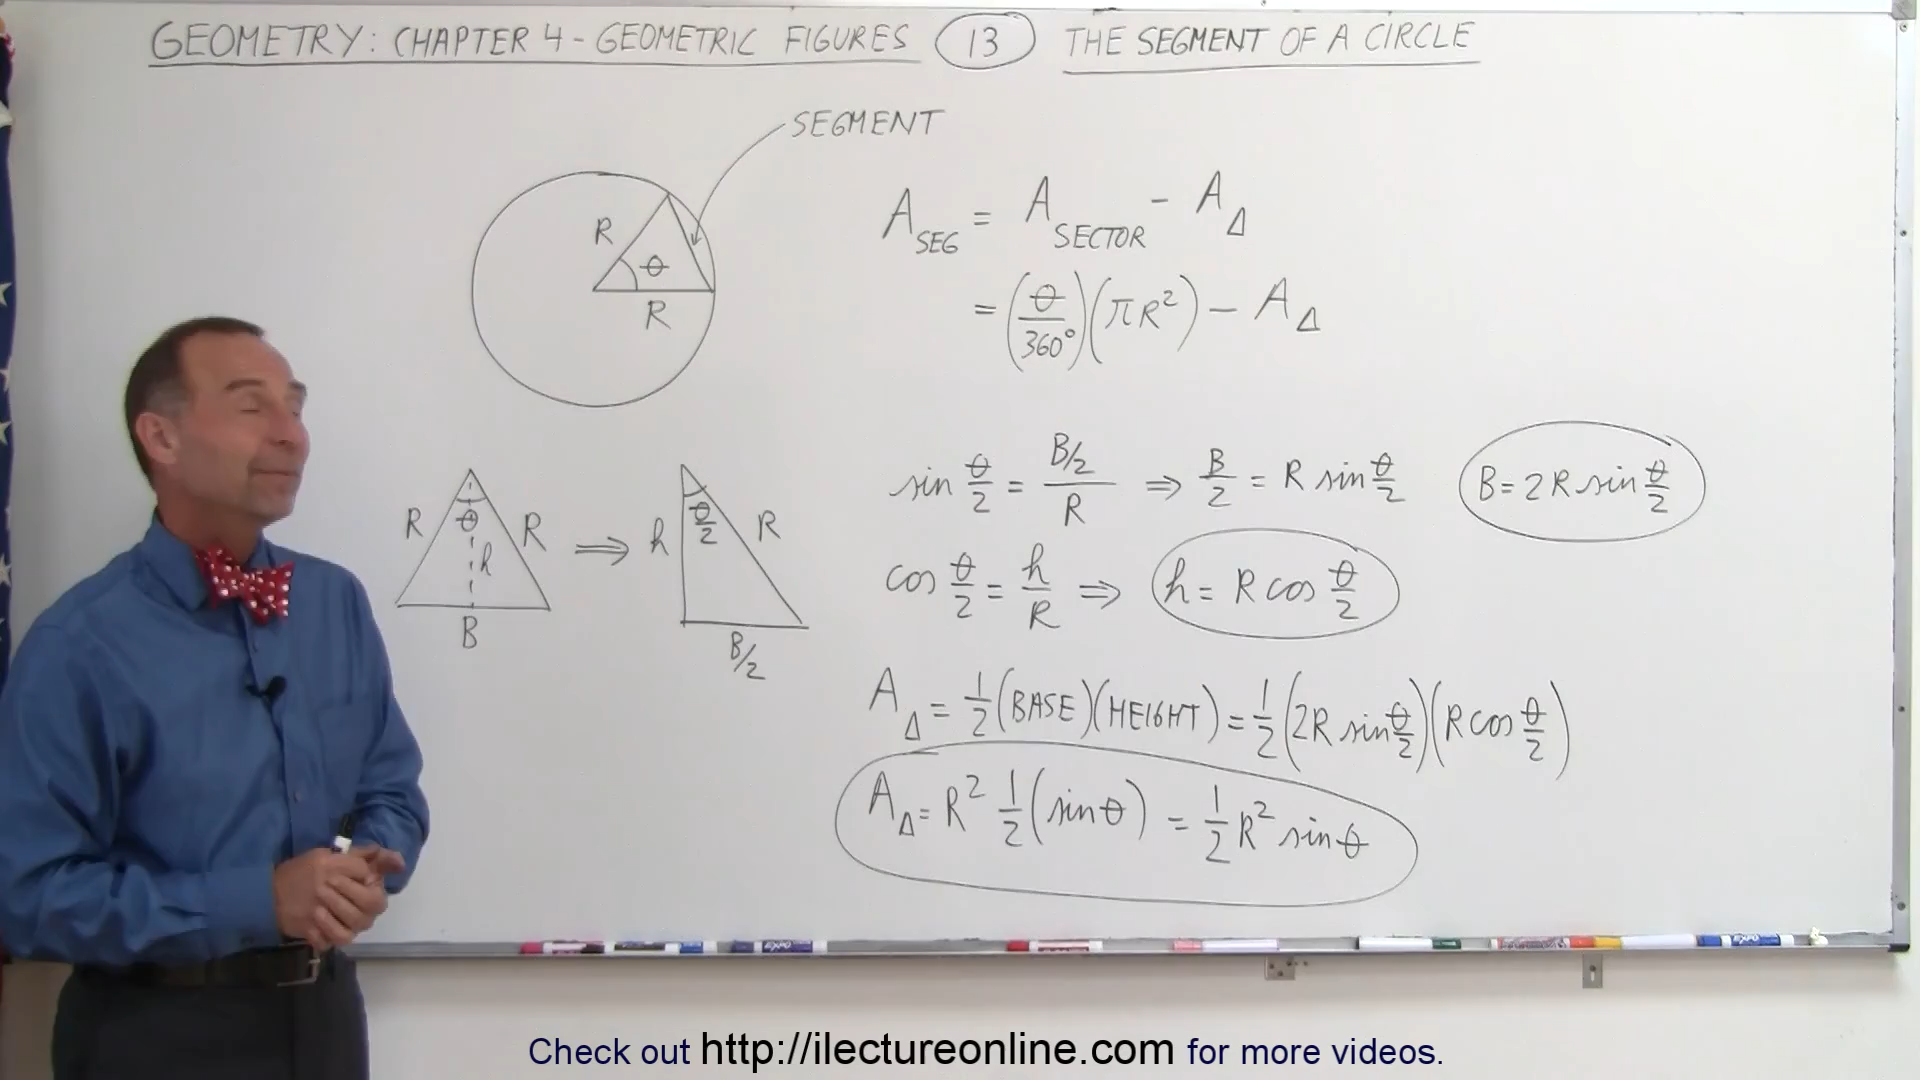 GEOMETRY: CHAPTER 4 - GEOMETRIC FIGURES 13 THE SEGMENT OF A CIRCLE
SEGMENT
R
θ
R
A_SEG = A_SECTOR - A_Δ
= (θ/360°)(πR²) - A_Δ
R θ R
h
B
⇒
h θ/2 R
B/2
sin θ/2 = (B/2)/R ⇒ B/2 = R sin θ/2 B = 2R sin θ/2
cos θ/2 = h/R ⇒ h = R cos θ/2
A_Δ = 1/2 (BASE)(HEIGHT) = 1/2 (2R sin θ/2)(R cos θ/2)
A_Δ = R² 1/2 (sin θ) = 1/2 R² sin θ
EXPO
Check out http://ilectureonline.com for more videos.